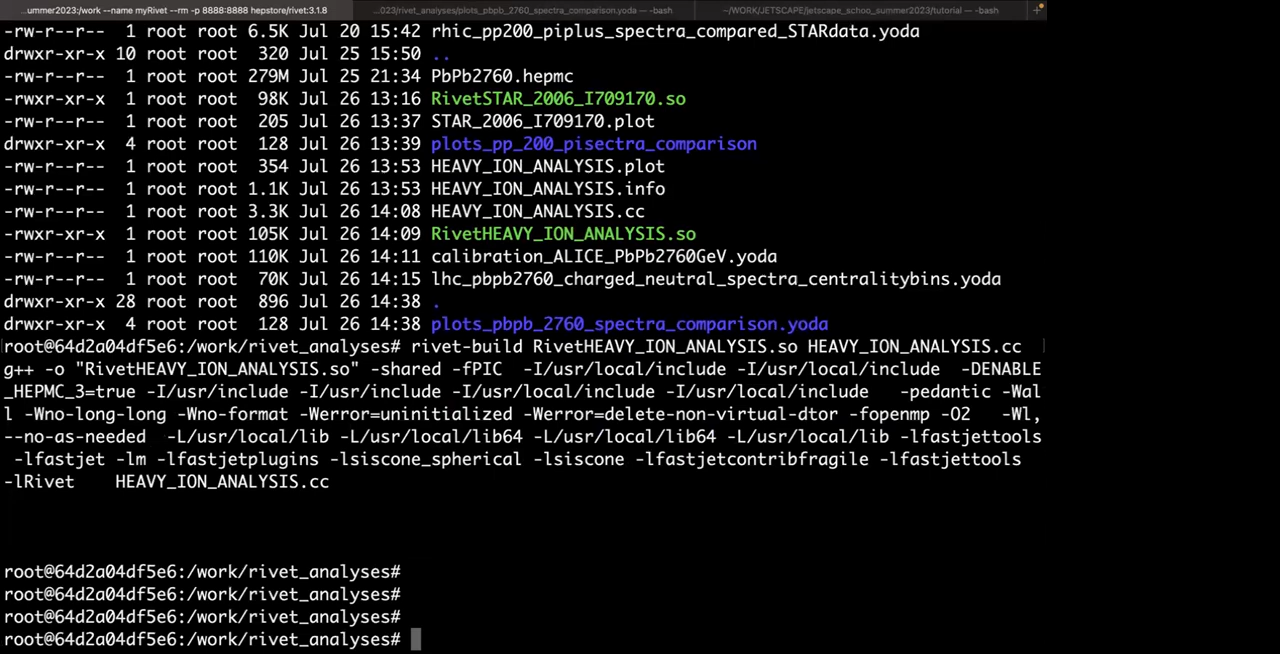 ...ummer2023:/work --name myRivet --rm -p 8888:8888 hepstore/rivet:3.1.8
...023/rivet_analyses/plots_pbpb_2760_spectra_comparison.yoda — -bash
~/WORK/JETSCAPE/jetscape_schoo_summer2023/tutorial — -bash
+
-rw-r--r--  1 root root 6.5K Jul 20 15:42 rhic_pp200_piplus_spectra_compared_STARdata.yoda
drwxr-xr-x 10 root root  320 Jul 25 15:50 ..
-rw-r--r--  1 root root 279M Jul 25 21:34 PbPb2760.hepmc
-rwxr-xr-x  1 root root  98K Jul 26 13:16 RivetSTAR_2006_I709170.so
-rw-r--r--  1 root root  205 Jul 26 13:37 STAR_2006_I709170.plot
drwxr-xr-x  4 root root  128 Jul 26 13:39 plots_pp_200_pisectra_comparison
-rw-r--r--  1 root root  354 Jul 26 13:53 HEAVY_ION_ANALYSIS.plot
-rw-r--r--  1 root root 1.1K Jul 26 13:53 HEAVY_ION_ANALYSIS.info
-rw-r--r--  1 root root 3.3K Jul 26 14:08 HEAVY_ION_ANALYSIS.cc
-rwxr-xr-x  1 root root 105K Jul 26 14:09 RivetHEAVY_ION_ANALYSIS.so
-rw-r--r--  1 root root 110K Jul 26 14:11 calibration_ALICE_PbPb2760GeV.yoda
-rw-r--r--  1 root root  70K Jul 26 14:15 lhc_pbpb2760_charged_neutral_spectra_centralitybins.yoda
drwxr-xr-x 28 root root  896 Jul 26 14:38 .
drwxr-xr-x  4 root root  128 Jul 26 14:38 plots_pbpb_2760_spectra_comparison.yoda
root@64d2a04df5e6:/work/rivet_analyses# rivet-build RivetHEAVY_ION_ANALYSIS.so HEAVY_ION_ANALYSIS.cc
g++ -o "RivetHEAVY_ION_ANALYSIS.so" -shared -fPIC  -I/usr/local/include -I/usr/local/include  -DENABLE
_HEPMC_3=true -I/usr/include -I/usr/include -I/usr/local/include -I/usr/local/include   -pedantic -Wal
l -Wno-long-long -Wno-format -Werror=uninitialized -Werror=delete-non-virtual-dtor -fopenmp -O2   -Wl,
--no-as-needed  -L/usr/local/lib -L/usr/local/lib64 -L/usr/local/lib64 -L/usr/local/lib -lfastjettools
 -lfastjet -lm -lfastjetplugins -lsiscone_spherical -lsiscone -lfastjetcontribfragile -lfastjettools
-lRivet    HEAVY_ION_ANALYSIS.cc
root@64d2a04df5e6:/work/rivet_analyses#
root@64d2a04df5e6:/work/rivet_analyses#
root@64d2a04df5e6:/work/rivet_analyses#
root@64d2a04df5e6:/work/rivet_analyses#